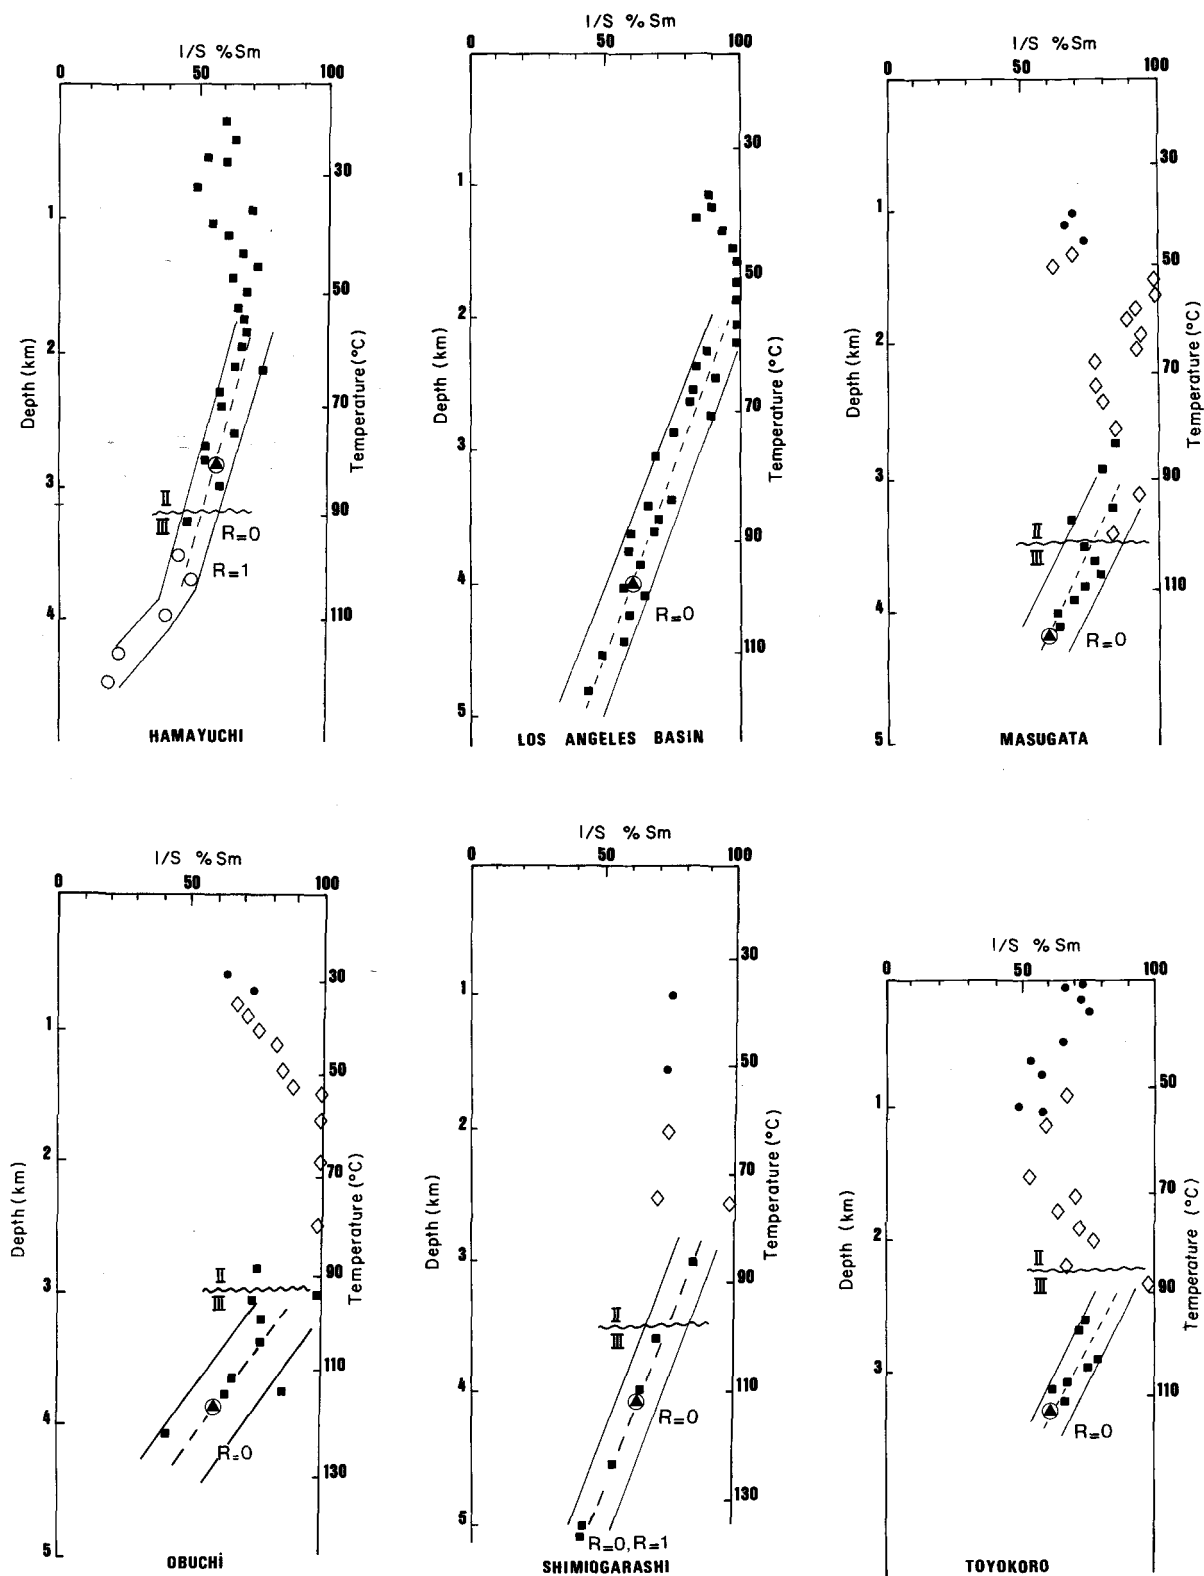 I/S %Sm
0 50 100
30
50
70
90
110
1
2
3
4
Depth (km)
Temperature (°C)
II
III
R=0
R=1
HAMAYUCHI
I/S %Sm
0 50 100
30
50
70
90
110
1
2
3
4
5
Depth (km)
Temperature (°C)
R=0
LOS ANGELES BASIN
I/S %Sm
0 50 100
30
50
70
90
110
1
2
3
4
5
Depth (km)
Temperature (°C)
II
III
R=0
MASUGATA
I/S %Sm
0 50 100
30
50
70
90
110
130
1
2
3
4
5
Depth (km)
Temperature (°C)
II
III
R=0
OBUCHI
I/S %Sm
0 50 100
30
50
70
90
110
130
1
2
3
4
5
Depth (km)
Temperature (°C)
II
III
R=0
R=0, R=1
SHIMIOGARASHI
I/S %Sm
0 50 100
50
70
90
110
1
2
3
Depth (km)
Temperature (°C)
II
III
R=0
TOYOKORO